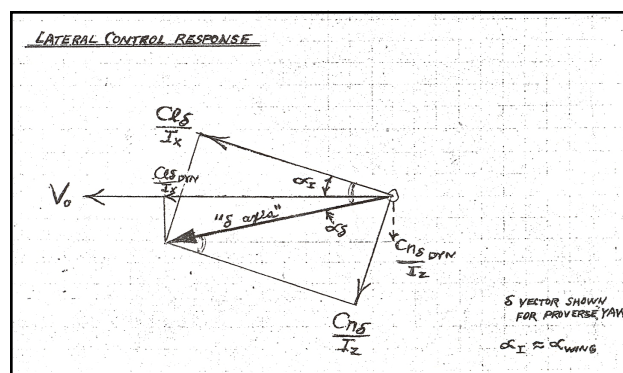 LATERAL CONTROL RESPONSE
Clδ
Ix
Clδ DYN
Ix
V₀
αI
"δ axis"
αδ
Cnδ DYN
Iz
Cnδ
Iz
δ VECTOR SHOWN
FOR PROVERSE YAW
αI ≈ αWING